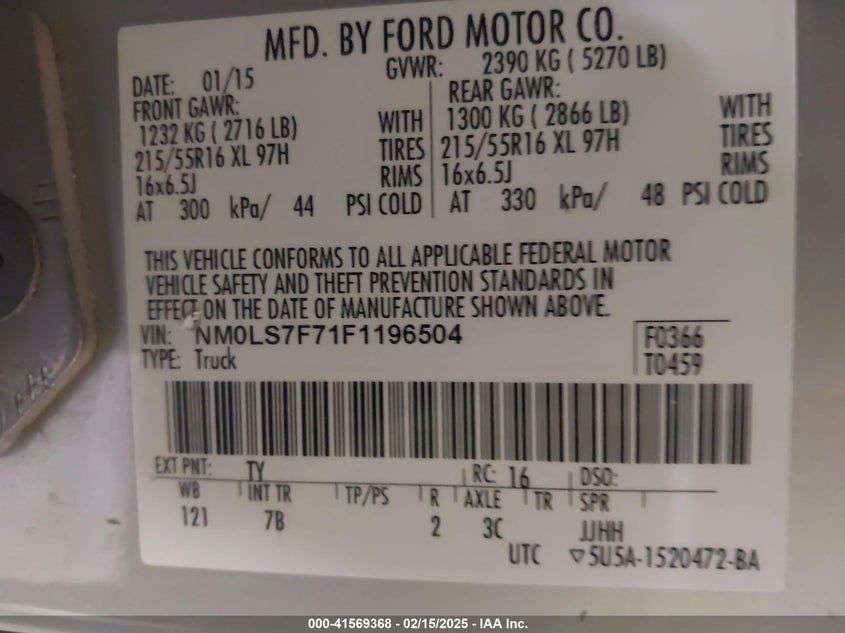 MFD. BY FORD MOTOR CO.
DATE: 01/15 GVWR: 2390 KG ( 5270 LB)
FRONT GAWR: REAR GAWR:
1232 KG ( 2716 LB) WITH 1300 KG ( 2866 LB) WITH
215/55R16 XL 97H TIRES 215/55R16 XL 97H TIRES
16x6.5J RIMS 16x6.5J RIMS
AT 300 kPa/ 44 PSI COLD AT 330 kPa/ 48 PSI COLD
THIS VEHICLE CONFORMS TO ALL APPLICABLE FEDERAL MOTOR
VEHICLE SAFETY AND THEFT PREVENTION STANDARDS IN
EFFECT ON THE DATE OF MANUFACTURE SHOWN ABOVE.
VIN: NM0LS7F71F1196504 F0366
TYPE: Truck T0459
EXT PNT: TY RC: 16 DSO:
WB INT TR TP/PS R AXLE TR SPR
121 7B 2 3C JJHH
UTC ▽5U5A-1520472-BA
000-41569368 - 02/15/2025 - IAA Inc.